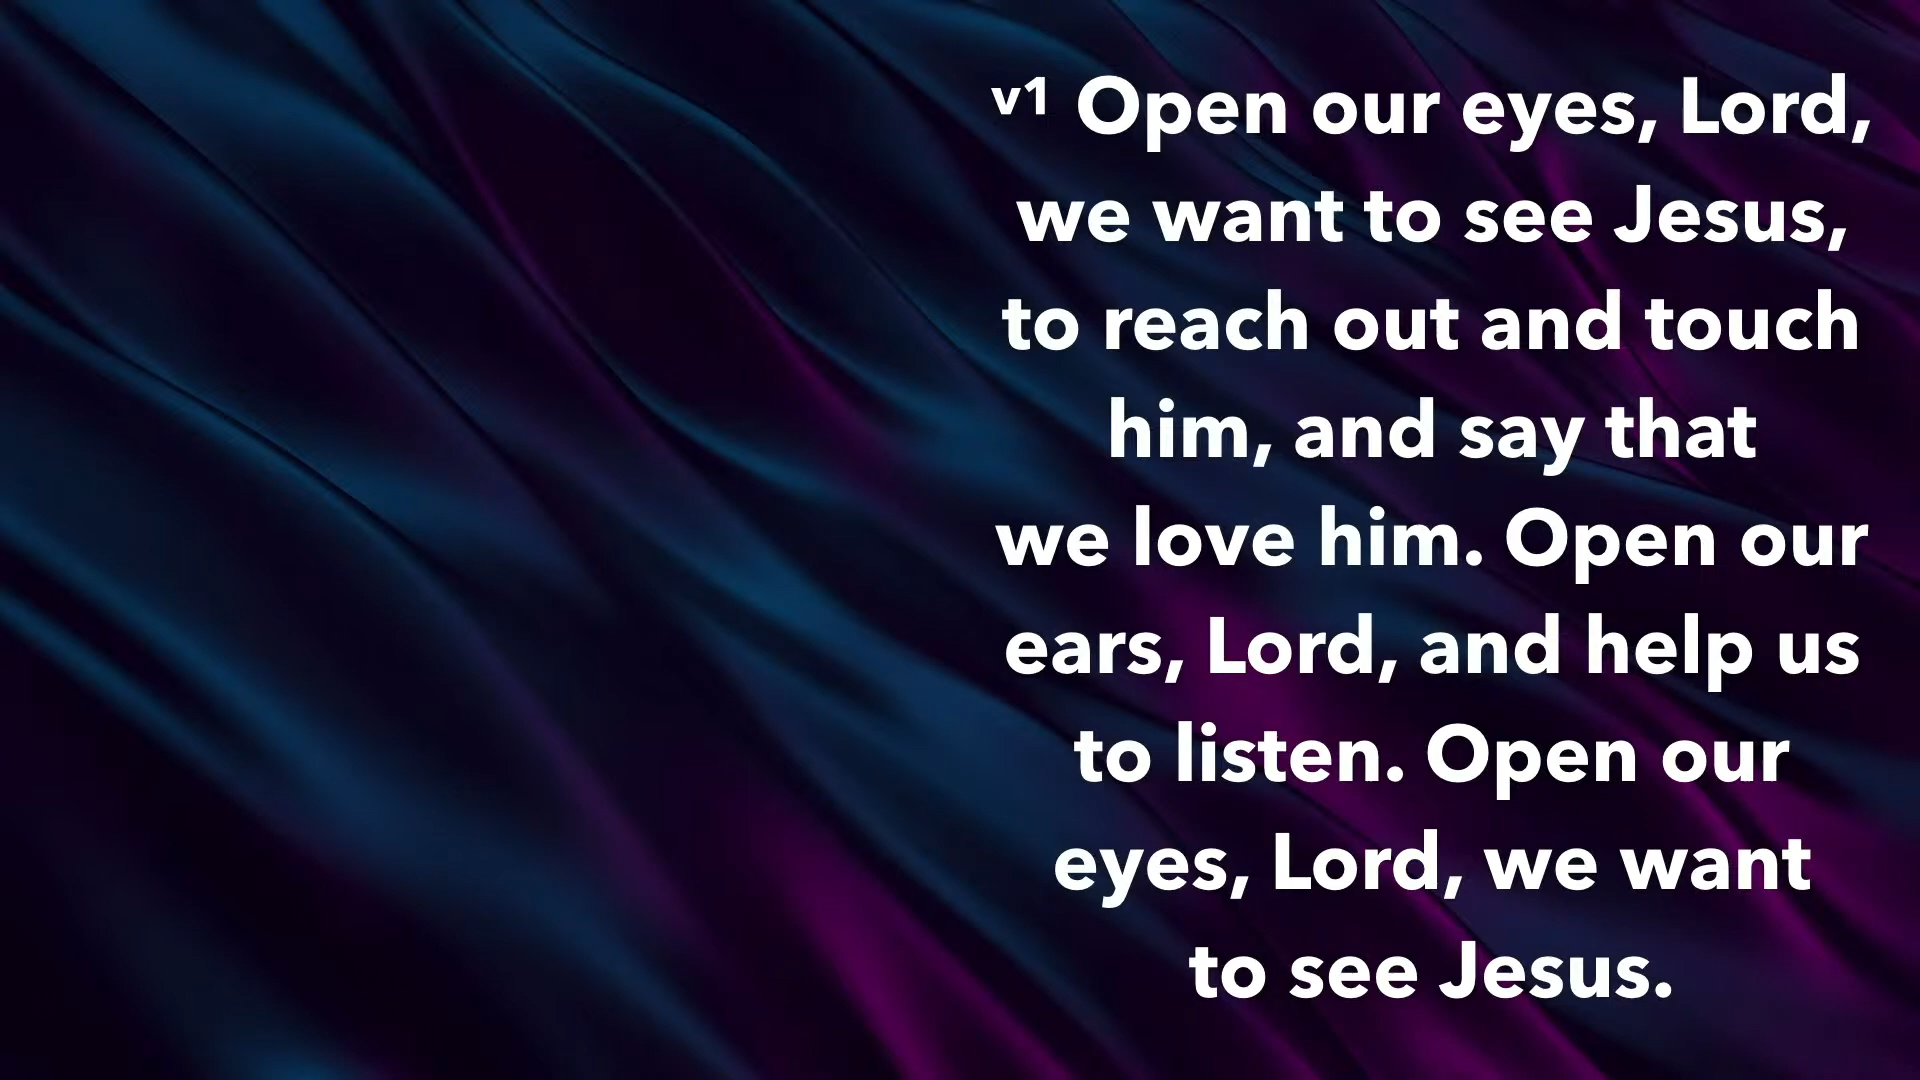 v1 Open our eyes, Lord,
we want to see Jesus,
to reach out and touch
him, and say that
we love him. Open our
ears, Lord, and help us
to listen. Open our
eyes, Lord, we want
to see Jesus.